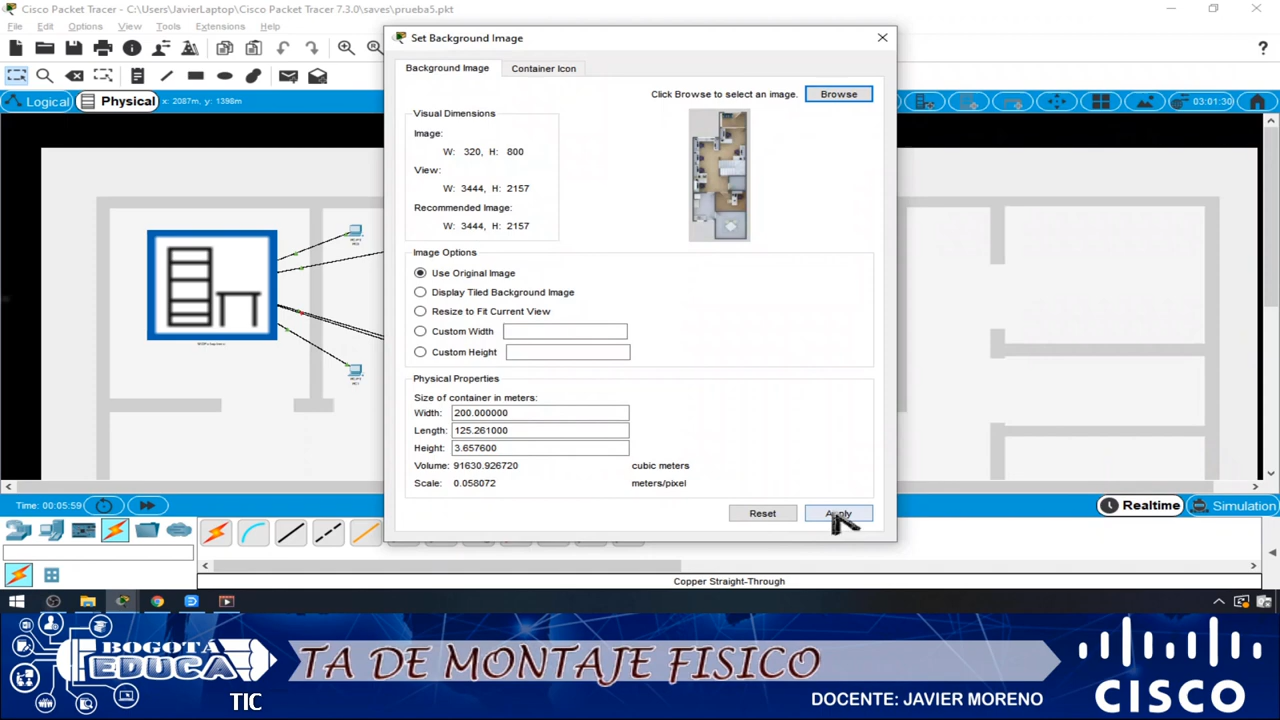 Cisco Packet Tracer - C:\Users\JavierLaptop\Cisco Packet Tracer 7.3.0\saves\prueba5.pkt
File Edit Options View Tools Extensions Help
Logical Physical x: 2087m, y: 1398m
03:01:30
Set Background Image
Background Image Container Icon
Click Browse to select an image. Browse
Visual Dimensions
Image:
W: 320, H: 800
View:
W: 3444, H: 2157
Recommended Image:
W: 3444, H: 2157
Image Options
Use Original Image
Display Tiled Background Image
Resize to Fit Current View
Custom Width
Custom Height
Physical Properties
Size of container in meters:
Width: 200.000000
Length: 125.261000
Height: 3.657600
Volume: 91630.926720 cubic meters
Scale: 0.058072 meters/pixel
Reset Apply
Time: 00:05:59
Realtime Simulation
Copper Straight-Through
BOGOTÁ
EDUCA
TIC
TA DE MONTAJE FISICO
DOCENTE: JAVIER MORENO
CISCO